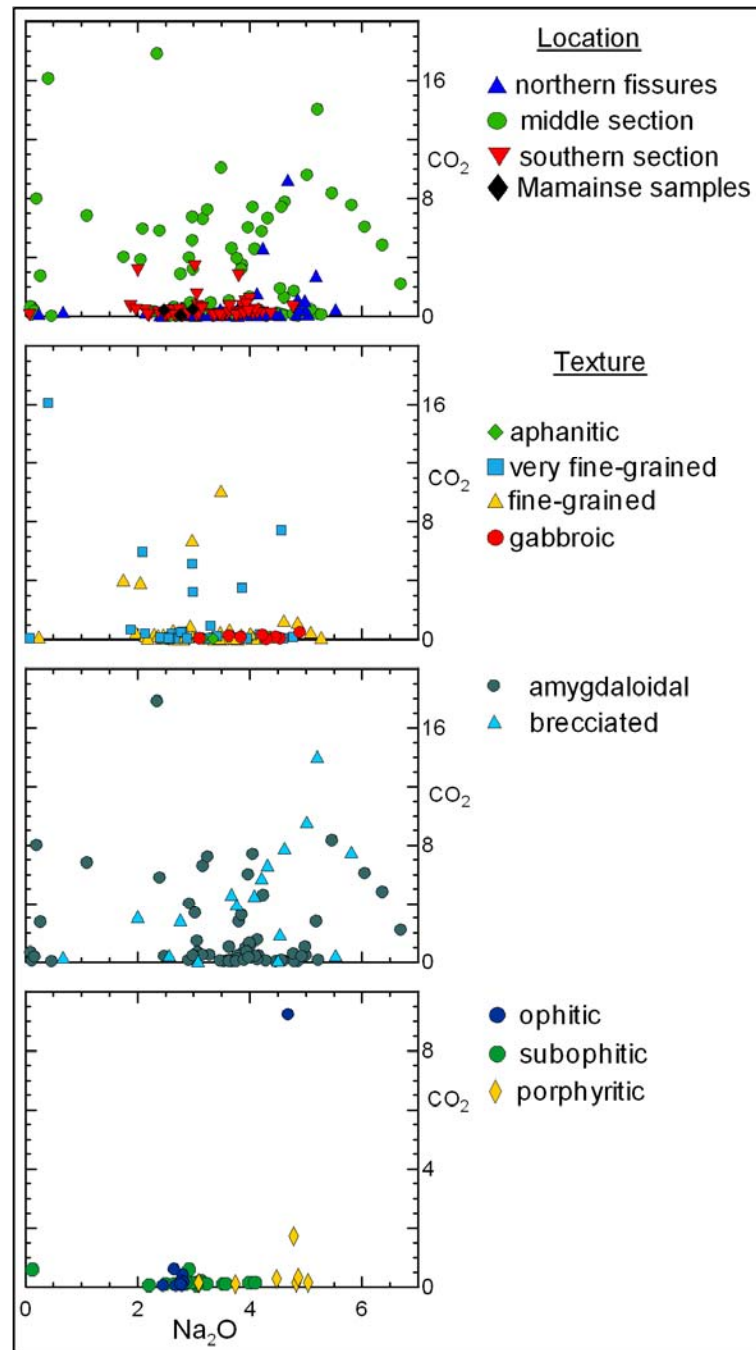 Location
northern fissures
middle section
southern section
Mamainse samples
16
CO₂
8
0
Texture
aphanitic
very fine-grained
fine-grained
gabbroic
16
CO₂
8
0
amygdaloidal
brecciated
16
CO₂
8
0
ophitic
subophitic
porphyritic
8
CO₂
4
0
0 2 4 6
Na₂O